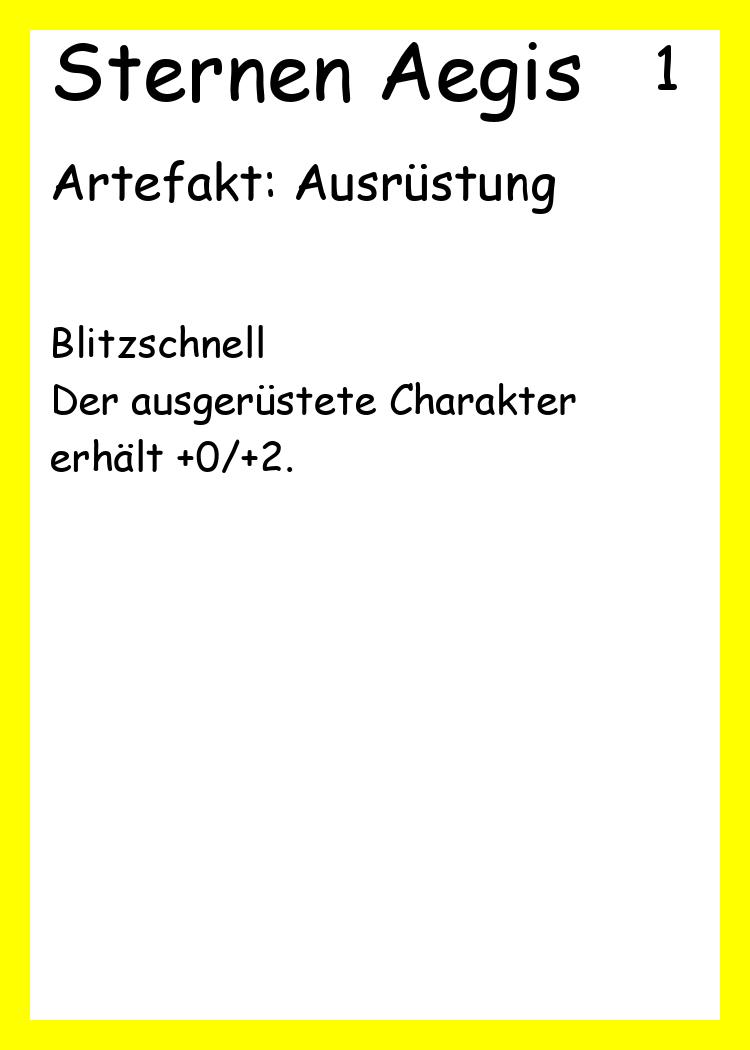 Sternen Aegis 1
Artefakt: Ausrüstung
Blitzschnell
Der ausgerüstete Charakter
erhält +0/+2.